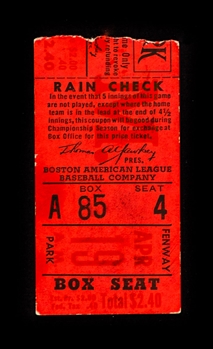 RAIN CHECK
In the event that 5 innings of this game
are not played, except where the home
team is in the lead at the end of 4½
innings, this coupon will be good during
Championship Season for exchange at
Box Office for this price ticket.
PRES.
BOSTON AMERICAN LEAGUE
BASEBALL COMPANY
BOX SEAT
A 85 4
PARK
FENWAY
BOX SEAT
Total $2.40